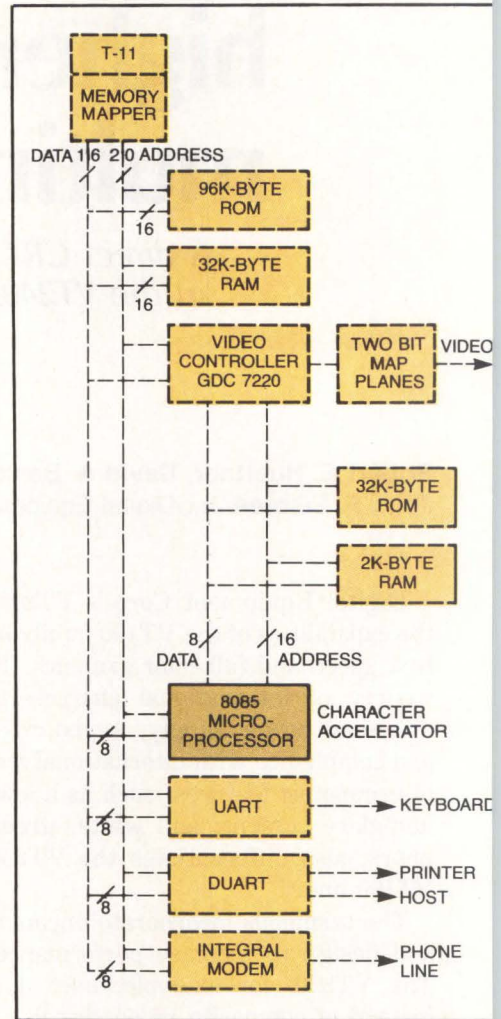 T-11
MEMORY
MAPPER
DATA 16 20 ADDRESS
96K-BYTE
ROM
16
32K-BYTE
RAM
16
VIDEO
CONTROLLER
GDC 7220
TWO BIT
MAP
PLANES
VIDEO
32K-BYTE
ROM
2K-BYTE
RAM
8 16
DATA ADDRESS
8085
MICRO-
PROCESSOR
CHARACTER
ACCELERATOR
8
UART
KEYBOARD
8
DUART
PRINTER
HOST
8
INTEGRAL
MODEM
PHONE
LINE
8